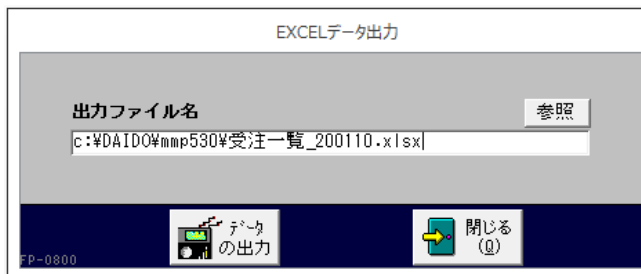 EXCELデータ出力
出力ファイル名
参照
c:¥DAIDO¥mmp530¥受注一覧_200110.xlsx
データ
の出力
閉じる
(Q)
FP-0800